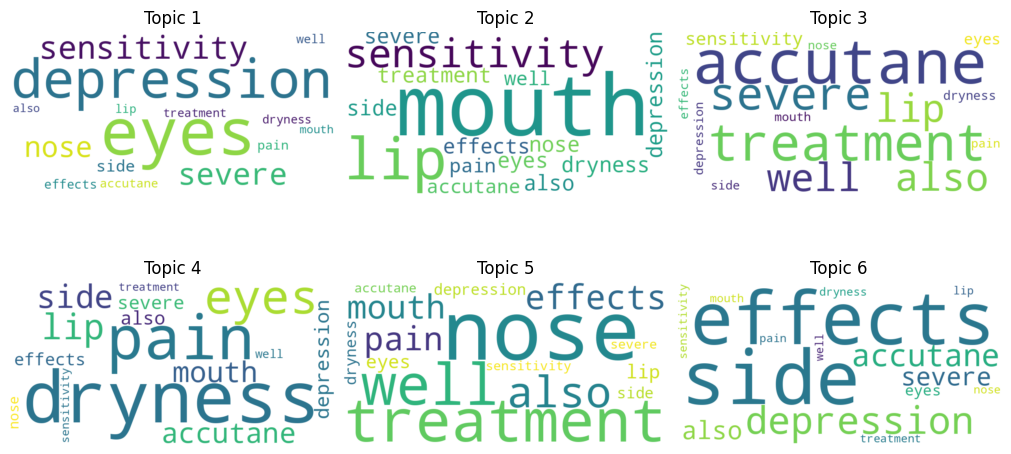 Topic 1
sensitivity well
depression
also lip treatment
eyes dryness
mouth
nose pain
side severe
effects accutane
Topic 2
severe
sensitivity
treatment well
side mouth depression
effects nose
lip pain eyes dryness
accutane also
Topic 3
sensitivity nose eyes
accutane
effects severe lip dryness
mouth
depression treatment pain
side well also
Topic 4
treatment
side severe eyes
lip also
pain
effects mouth well
depression
sensitivity dryness
nose accutane
Topic 5
accutane depression effects
mouth nose
dryness pain severe
eyes sensitivity
well lip
also side
treatment
Topic 6
sensitivity mouth dryness lip
effects
pain well accutane
side severe
eyes nose
also depression
treatment